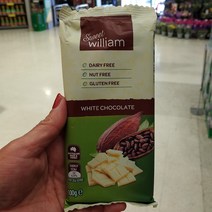 Sweet
william
DAIRY FREE
NUT FREE
GLUTEN FREE
WHITE CHOCOLATE